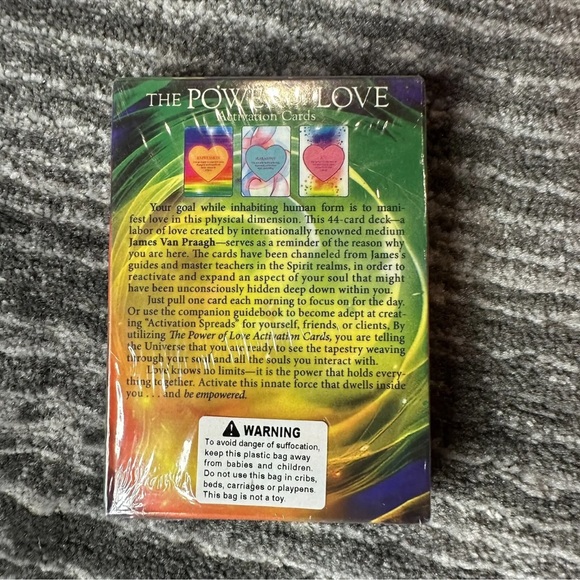 THE POWER OF LOVE
Activation Cards
Your goal while inhabiting human form is to mani-
fest love in this physical dimension. This 44-card deck—a
labor of love created by internationally renowned medium
James Van Praagh—serves as a reminder of the reason why
you are here. The cards have been channeled from James's
guides and master teachers in the Spirit realms, in order to
reactivate and expand an aspect of your soul that might
have been unconsciously hidden deep down within you.
Just pull one card each morning to focus on for the day.
Or use the companion guidebook to become adept at creat-
ing "Activation Spreads" for yourself, friends, or clients, By
utilizing The Power of Love Activation Cards, you are telling
the Universe that you are ready to see the tapestry weaving
through your soul and all the souls you interact with.
Love knows no limits—it is the power that holds every-
thing together. Activate this innate force that dwells inside
you . . . and be empowered.
WARNING
To avoid danger of suffocation,
keep this plastic bag away
from babies and children.
Do not use this bag in cribs,
beds, carriages or playpens.
This bag is not a toy.